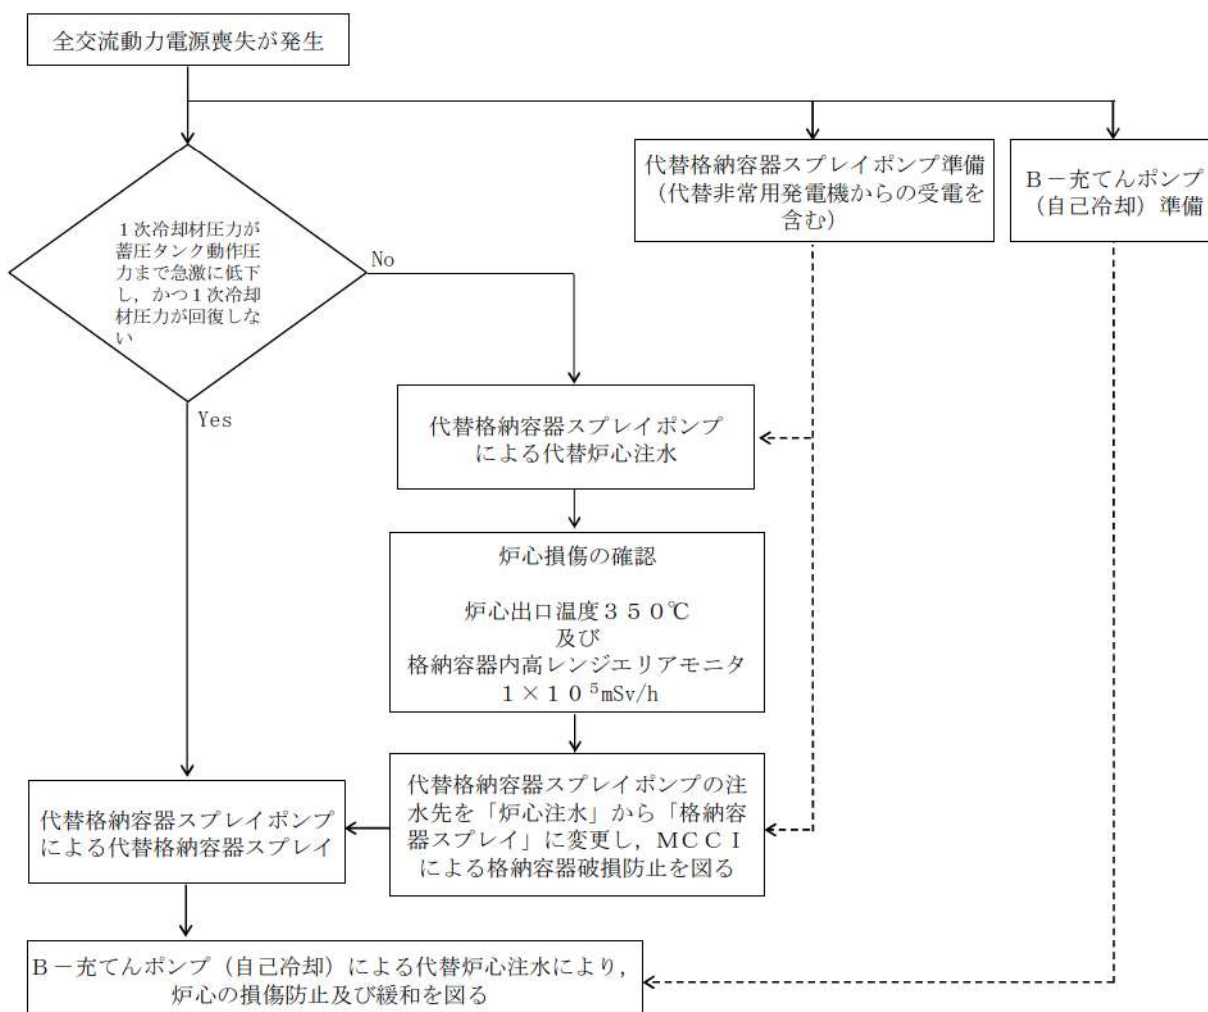 全交流動力電源喪失が発生
代替格納容器スプレイポンプ準備
（代替非常用発電機からの受電を
含む）
Ｂ－充てんポンプ
（自己冷却）準備
１次冷却材圧力が
蓄圧タンク動作圧
力まで急激に低下
し，かつ１次冷却
材圧力が回復しな
い
No
Yes
代替格納容器スプレイポンプ
による代替炉心注水
炉心損傷の確認
炉心出口温度３５０℃
及び
格納容器内高レンジエリアモニタ
１×１０⁵mSv/h
代替格納容器スプレイポンプの注
水先を「炉心注水」から「格納容
器スプレイ」に変更し，ＭＣＣＩ
による格納容器破損防止を図る
代替格納容器スプレイポンプ
による代替格納容器スプレイ
Ｂ－充てんポンプ（自己冷却）による代替炉心注水により，
炉心の損傷防止及び緩和を図る